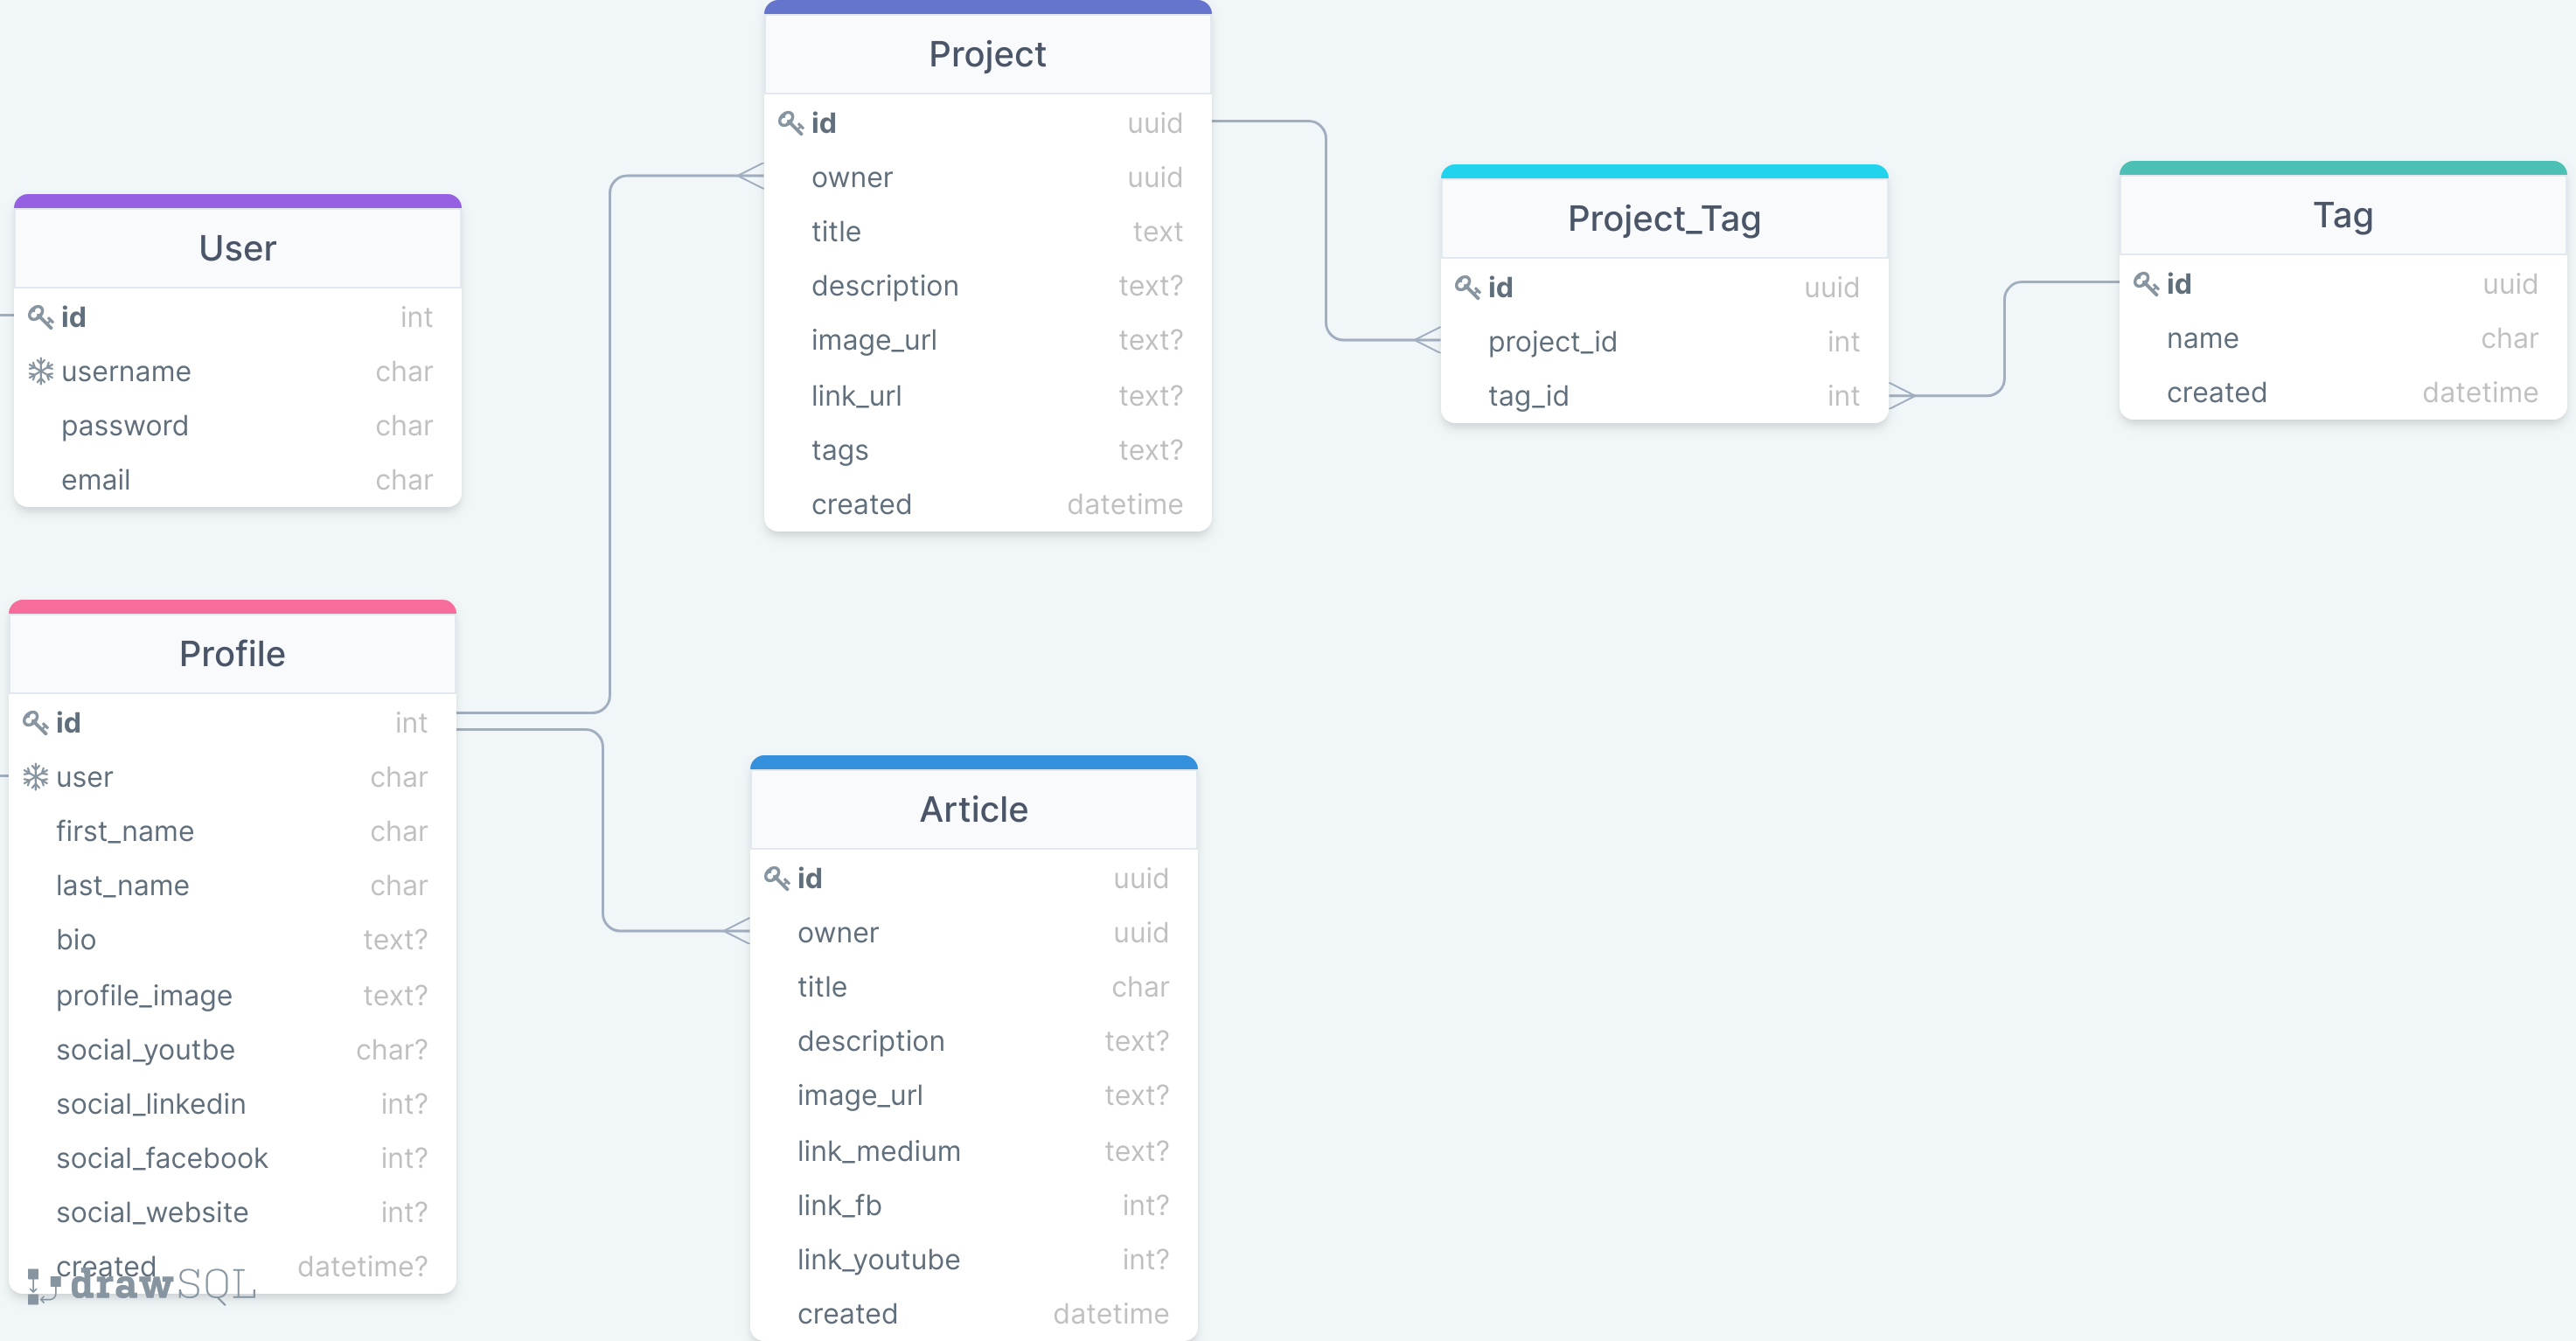 User
id int
username char
password char
email char
Profile
id int
user char
first_name char
last_name char
bio text?
profile_image text?
social_youtbe char?
social_linkedin int?
social_facebook int?
social_website int?
created datetime?
drawSQL
Project
id uuid
owner uuid
title text
description text?
image_url text?
link_url text?
tags text?
created datetime
Article
id uuid
owner uuid
title char
description text?
image_url text?
link_medium text?
link_fb int?
link_youtube int?
created datetime
Project_Tag
id uuid
project_id int
tag_id int
Tag
id uuid
name char
created datetime